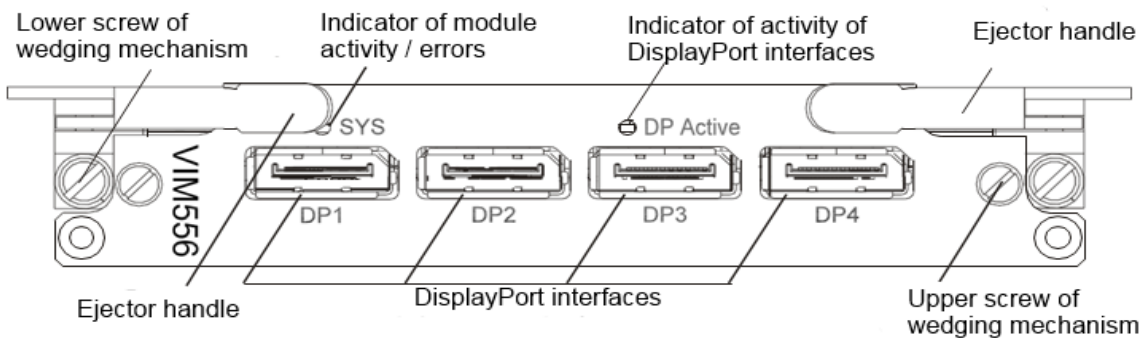 Lower screw of
wedging mechanism
Indicator of module
activity / errors
Indicator of activity of
DisplayPort interfaces
Ejector handle
SYS
DP Active
VIM556
DP1
DP2
DP3
DP4
Ejector handle
DisplayPort interfaces
Upper screw of
wedging mechanism